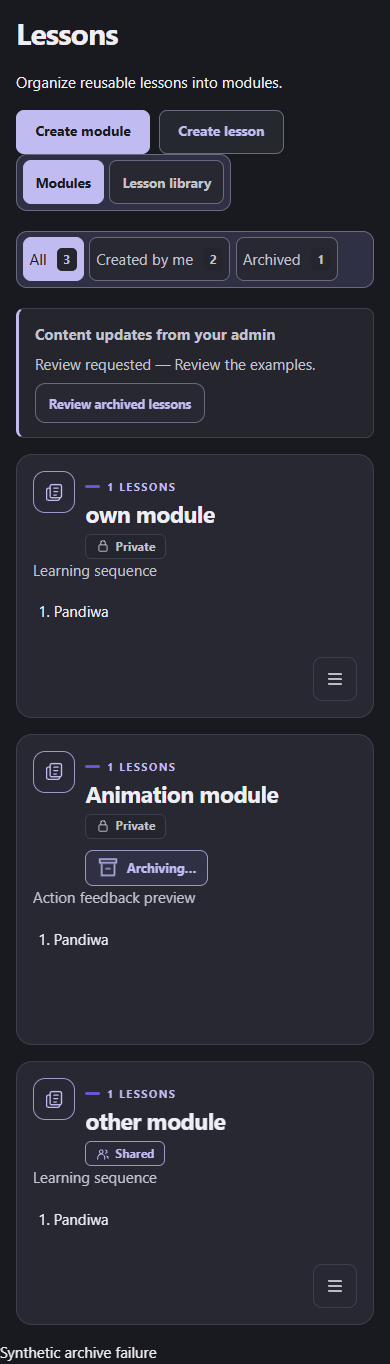 Lessons
Organize reusable lessons into modules.
Create module
Create lesson
Modules
Lesson library
All 3
Created by me 2
Archived 1
Content updates from your admin
Review requested — Review the examples.
Review archived lessons
1 LESSONS
own module
Private
Learning sequence
1. Pandiwa
1 LESSONS
Animation module
Private
Archiving...
Action feedback preview
1. Pandiwa
1 LESSONS
other module
Shared
Learning sequence
1. Pandiwa
Synthetic archive failure